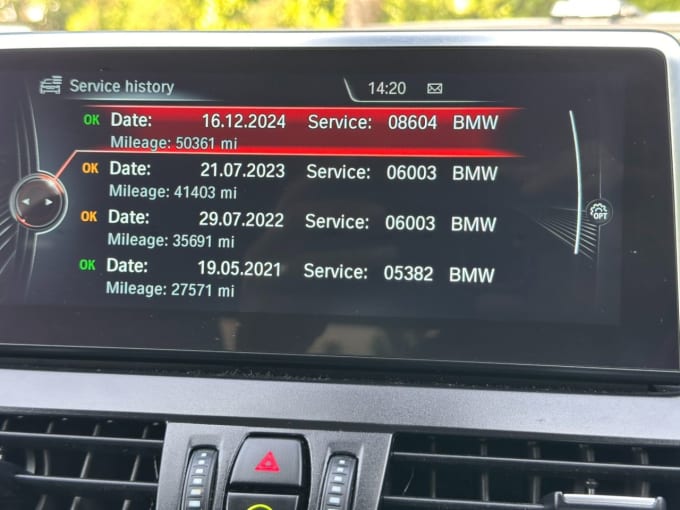 Service history 14:20
OK Date: 16.12.2024 Service: 08604 BMW
Mileage: 50361 mi
OK Date: 21.07.2023 Service: 06003 BMW
Mileage: 41403 mi
OK Date: 29.07.2022 Service: 06003 BMW
Mileage: 35691 mi
OK Date: 19.05.2021 Service: 05382 BMW
Mileage: 27571 mi
OPT